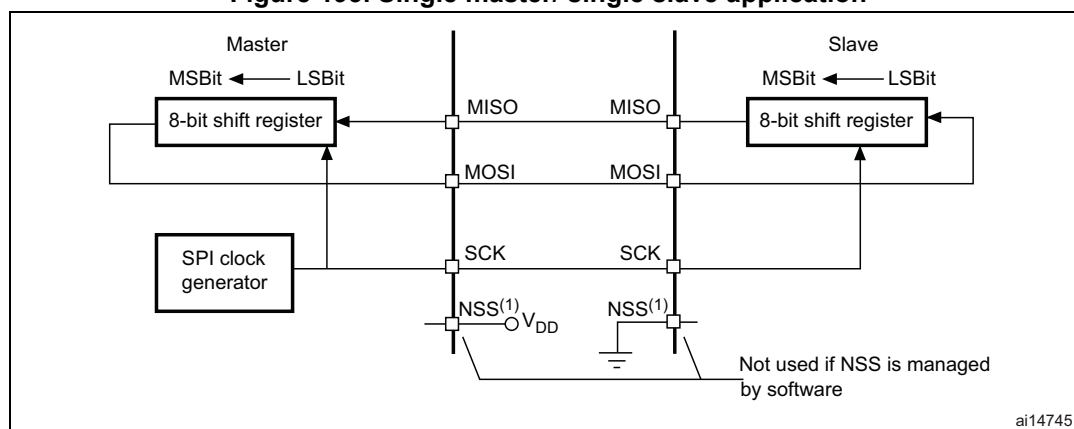 Figure Single master/ single slave application
Master
Slave
MSBit LSBit
MSBit LSBit
8-bit shift register
MISO
MISO
8-bit shift register
MOSI
MOSI
SPI clock
generator
SCK
SCK
NSS(1)
VDD
NSS(1)
Not used if NSS is managed
by software
ai14745